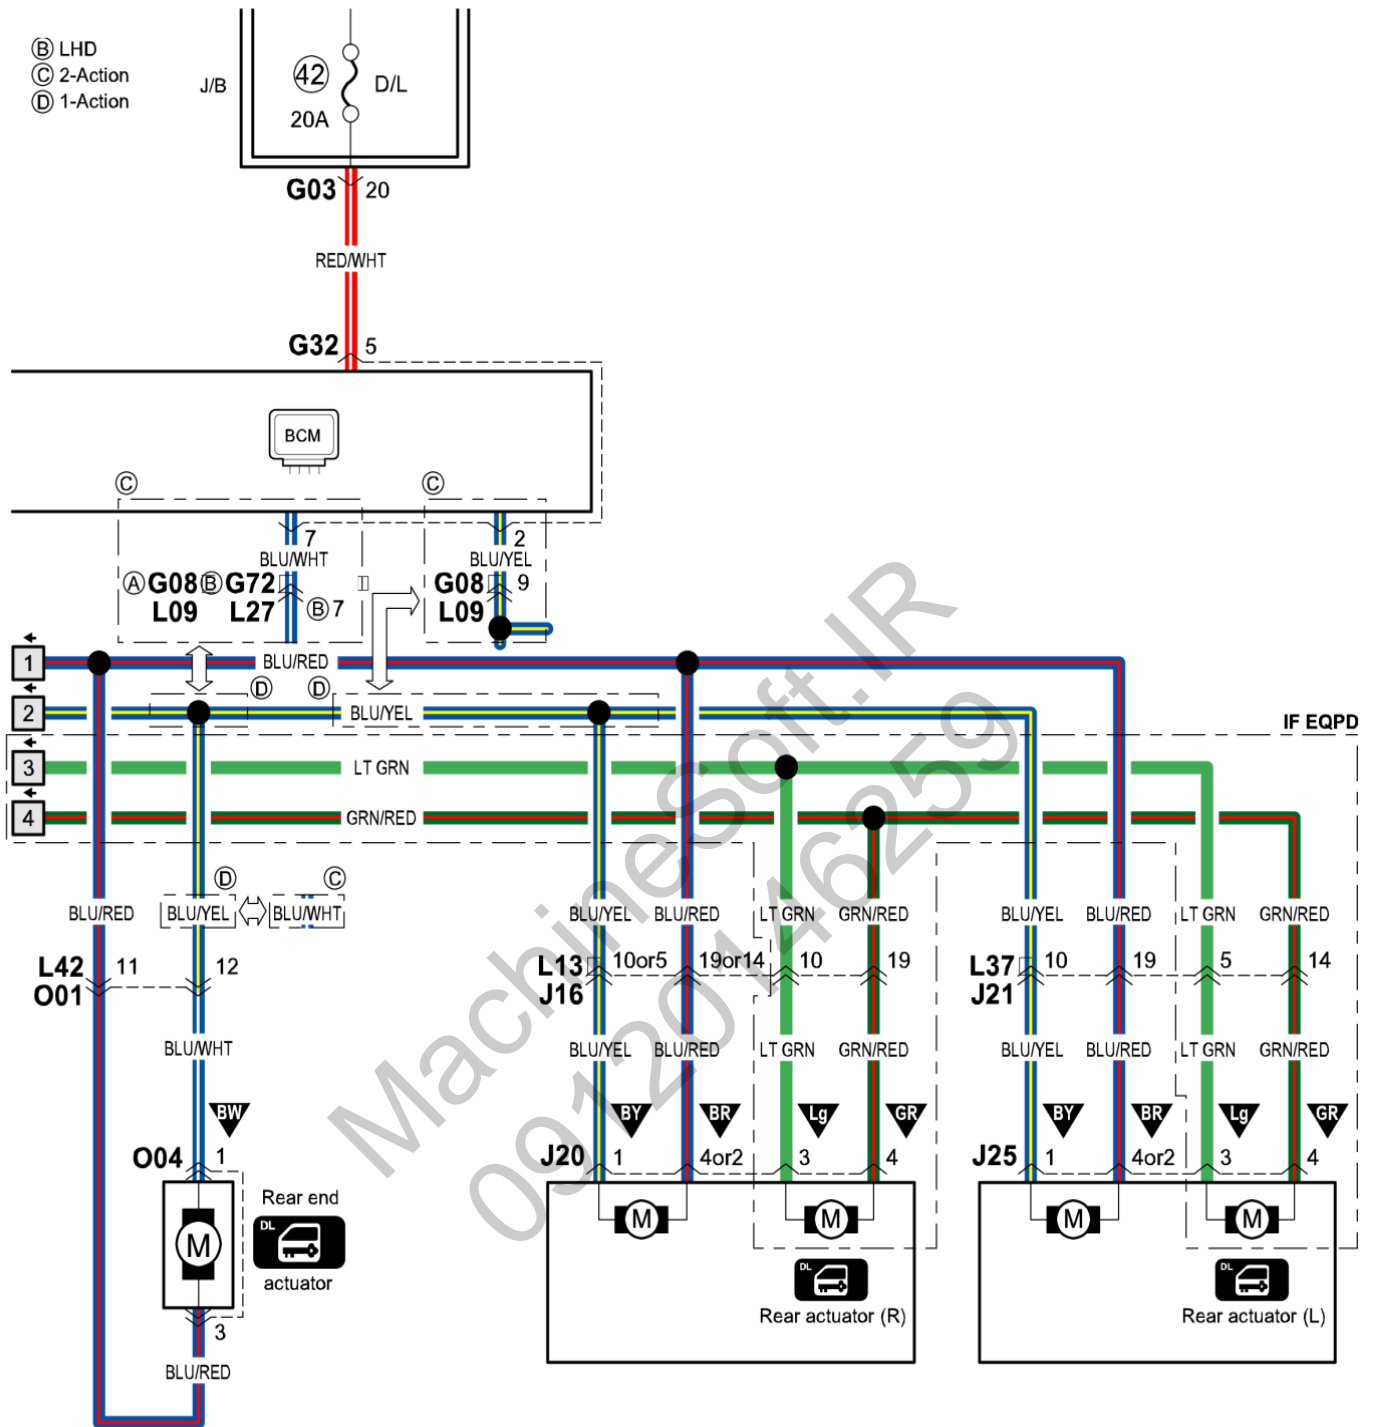 Ⓑ LHD
Ⓒ 2-Action
Ⓓ 1-Action
J/B
42
D/L
20A
G03 20
RED/WHT
G32 5
BCM
Ⓒ Ⓒ
7 2
BLU/WHT BLU/YEL
Ⓐ G08 Ⓑ G72 G08 9
L09 L27 Ⓑ 7 L09
1 BLU/RED
Ⓓ Ⓓ
2 BLU/YEL
IF EQPD
3 LT GRN
4 GRN/RED
Ⓓ Ⓒ
BLU/RED BLU/YEL BLU/WHT BLU/YEL BLU/RED LT GRN GRN/RED BLU/YEL BLU/RED LT GRN GRN/RED
L42 11 12 L13 10or5 19or14 10 19 L37 10 19 5 14
O01 J16 J21
BLU/WHT BLU/YEL BLU/RED LT GRN GRN/RED BLU/YEL BLU/RED LT GRN GRN/RED
BW BY BR Lg GR BY BR Lg GR
O04 1 J20 1 4or2 3 4 J25 1 4or2 3 4
Rear end
M M M M M
DL
actuator
DL DL
Rear actuator (R) Rear actuator (L)
3
BLU/RED
MachineSoft.IR
09120146259